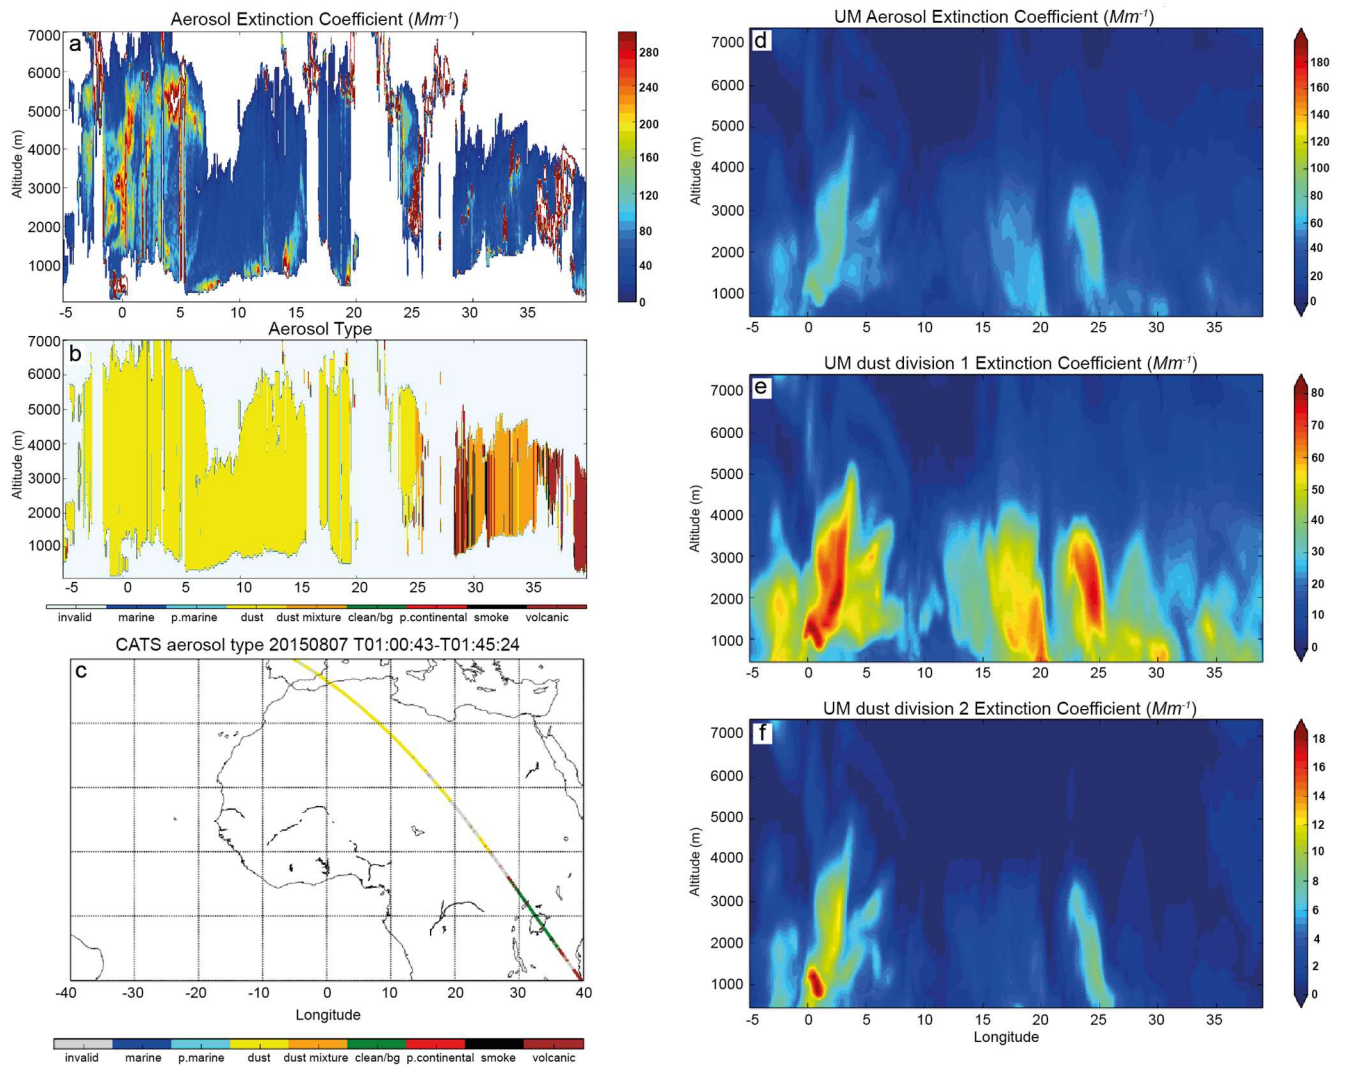 Aerosol Extinction Coefficient (Mm-1)
a
Altitude (m)
7000
6000
5000
4000
3000
2000
1000
-5 0 5 10 15 20 25 30 35
280
240
200
160
120
80
40
0
Aerosol Type
b
Altitude (m)
7000
6000
5000
4000
3000
2000
1000
-5 0 5 10 15 20 25 30 35
invalid marine p.marine dust dust mixture clean/bg p.continental smoke volcanic
CATS aerosol type 20150807 T01:00:43-T01:45:24
c
-40 -30 -20 -10 0 10 20 30 40
Longitude
invalid marine p.marine dust dust mixture clean/bg p.continental smoke volcanic
UM Aerosol Extinction Coefficient (Mm-1)
d
Altitude (m)
7000
6000
5000
4000
3000
2000
1000
-5 0 5 10 15 20 25 30 35
180
160
140
120
100
80
60
40
20
0
UM dust division 1 Extinction Coefficient (Mm-1)
e
Altitude (m)
7000
6000
5000
4000
3000
2000
1000
-5 0 5 10 15 20 25 30 35
80
70
60
50
40
30
20
10
0
UM dust division 2 Extinction Coefficient (Mm-1)
f
Altitude (m)
7000
6000
5000
4000
3000
2000
1000
-5 0 5 10 15 20 25 30 35
Longitude
18
16
14
12
10
8
6
4
2
0